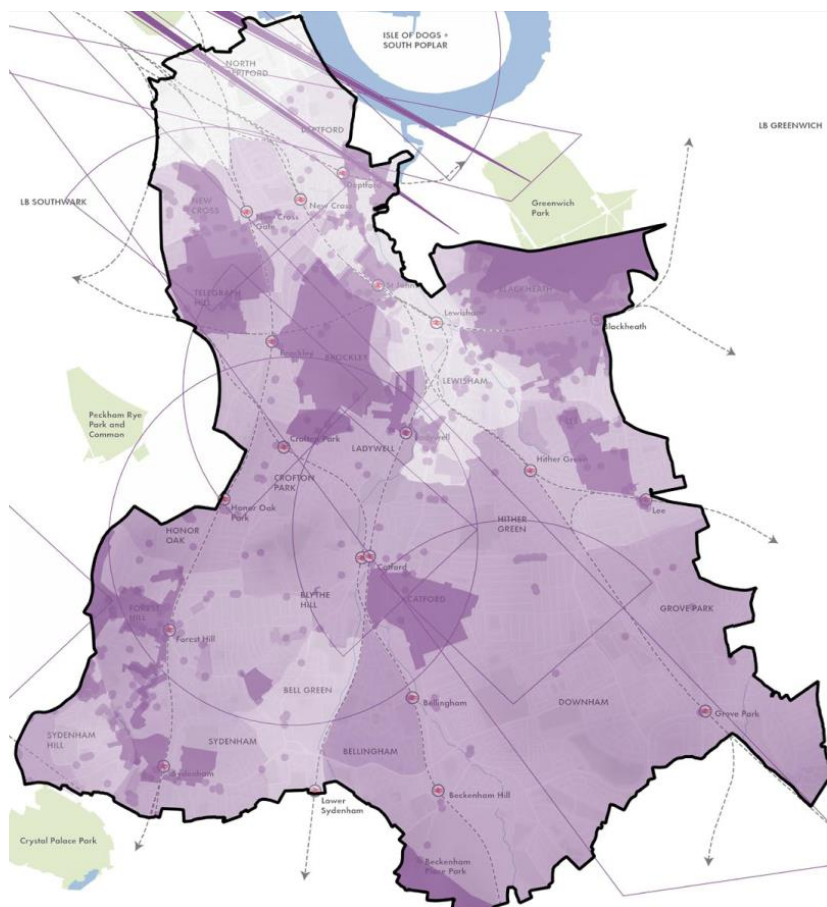 ISLE OF DOGS +
SOUTH POPLAR
NORTH
DEPTFORD
LB GREENWICH
DEPTFORD
Deptford
LB SOUTHWARK
NEW
CROSS
New Cross
New Cross
Gate
Greenwich
Park
TELEGRAPH
HILL
St Johns
BLACKHEATH
Lewisham
Blackheath
Brockley
BROCKLEY
LEWISHAM
Peckham Rye
Park and
Common
LEE
Crofton Park
LADYWELL
Ladywell
CROFTON
PARK
Hither Green
Lee
Honor Oak
Park
HONOR
OAK
HITHER
GREEN
Catford
BLYTHE
HILL
CATFORD
GROVE PARK
FOREST
HILL
Forest Hill
BELL GREEN
Bellingham
DOWNHAM
Grove Park
SYDENHAM
HILL
SYDENHAM
BELLINGHAM
Sydenham
Lower
Sydenham
Beckenham Hill
Crystal Palace Park
Beckenham
Place Park